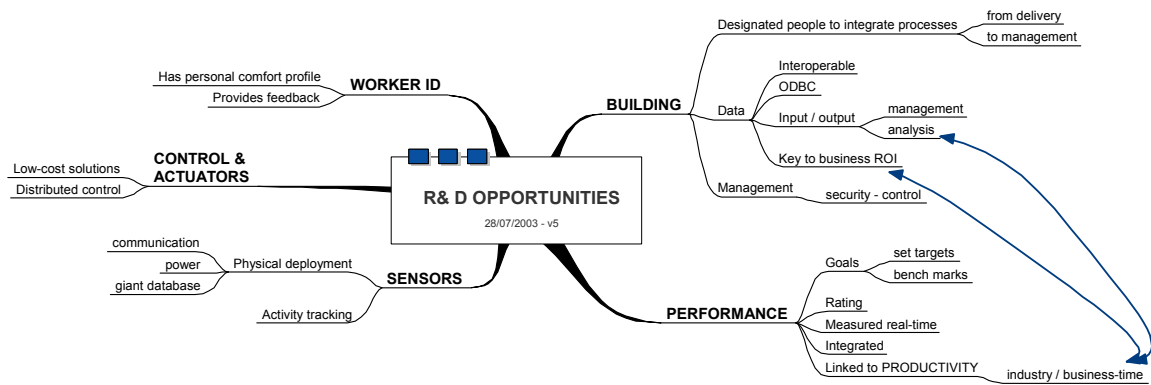 R& D OPPORTUNITIES
28/07/2003 - v5
WORKER ID
Has personal comfort profile
Provides feedback
CONTROL &
ACTUATORS
Low-cost solutions
Distributed control
SENSORS
Physical deployment
communication
power
giant database
Activity tracking
BUILDING
Designated people to integrate processes
from delivery
to management
Data
Interoperable
ODBC
Input / output
management
analysis
Key to business ROI
Management
security - control
PERFORMANCE
Goals
set targets
bench marks
Rating
Measured real-time
Integrated
Linked to PRODUCTIVITY
industry / business-time